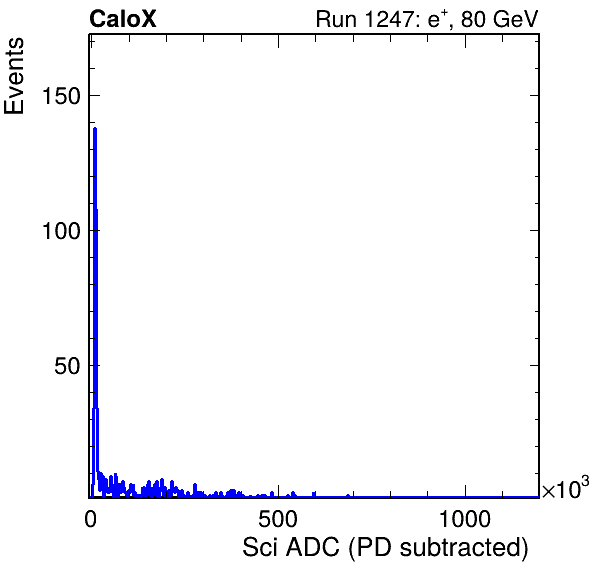 CaloX Run 1247: e⁺, 80 GeV
Events
150
100
50
0 500 1000 ×10³
Sci ADC (PD subtracted)